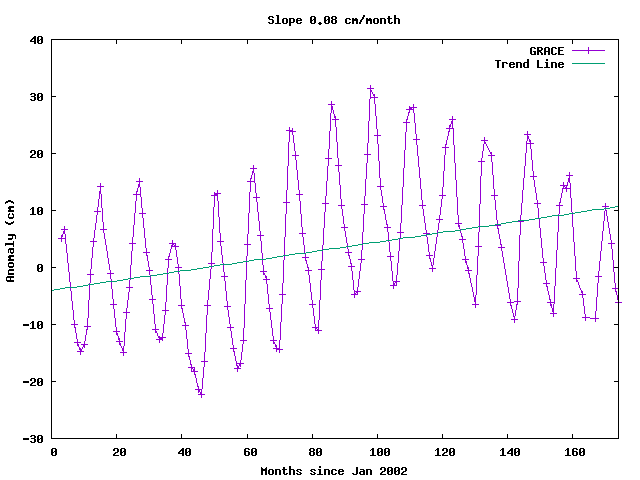 Slope 0.08 cm/month
GRACE
Trend Line
Anomaly (cm)
40
30
20
10
0
-10
-20
-30
0 20 40 60 80 100 120 140 160
Months since Jan 2002